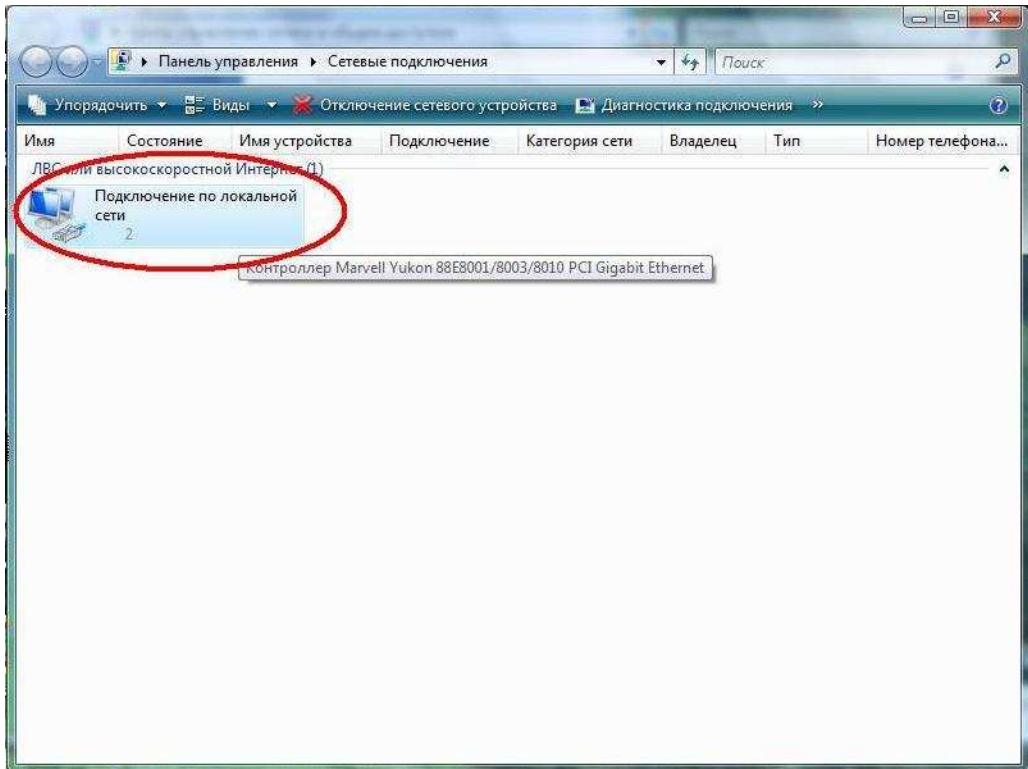 Панель управления Сетевые подключения Поиск
Упорядочить Виды Отключение сетевого устройства Диагностика подключения »
Имя Состояние Имя устройства Подключение Категория сети Владелец Тип Номер телефона...
ЛВС или высокоскоростной Интернет (1)
Подключение по локальной
сети
2
Контроллер Marvell Yukon 88E8001/8003/8010 PCI Gigabit Ethernet